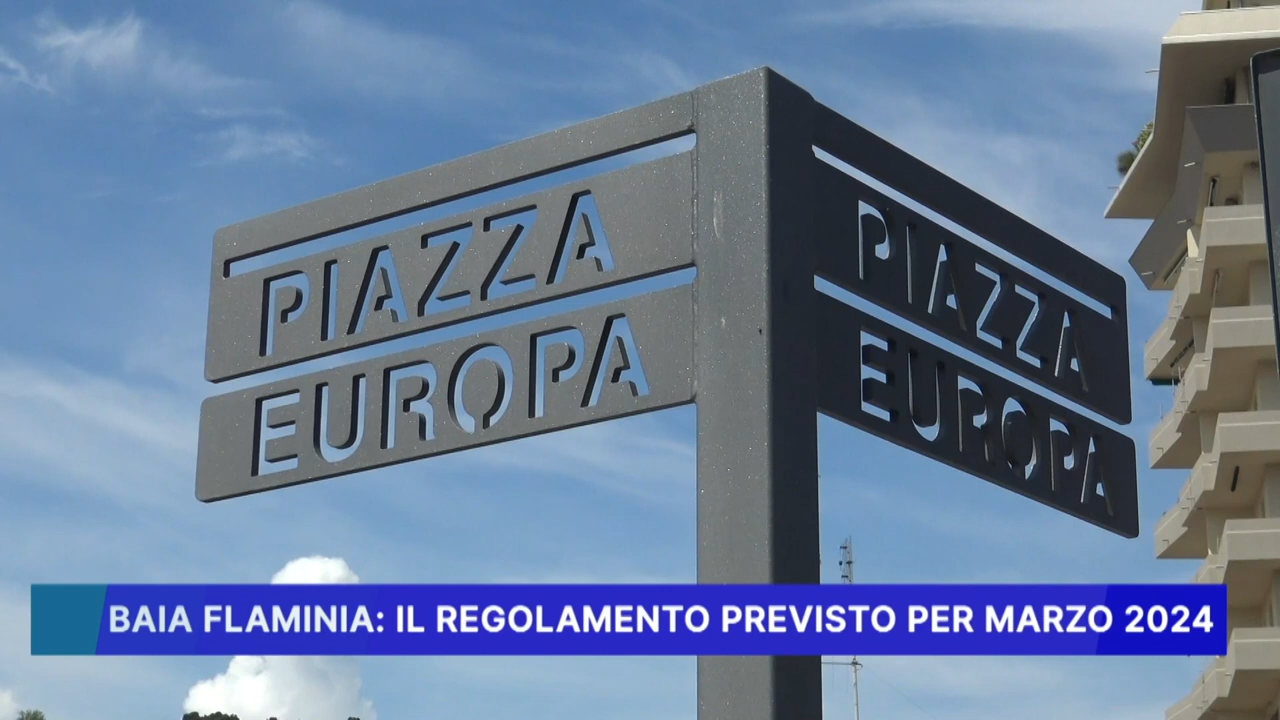 PIAZZA
EUROPA
PIAZZA
EUROPA
BAIA FLAMINIA: IL REGOLAMENTO PREVISTO PER MARZO 2024